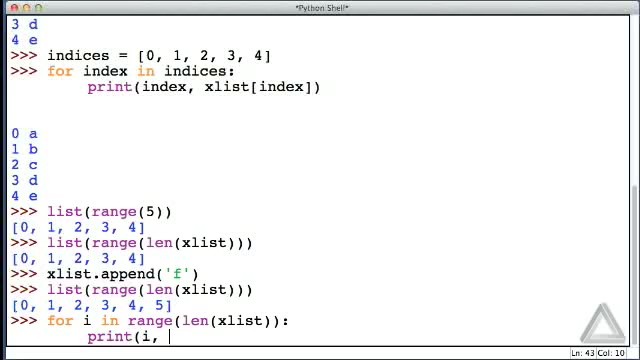 *Python Shell*
3 d
4 e
>>> indices = [0, 1, 2, 3, 4]
>>> for index in indices:
        print(index, xlist[index])
0 a
1 b
2 c
3 d
4 e
>>> list(range(5))
[0, 1, 2, 3, 4]
>>> list(range(len(xlist)))
[0, 1, 2, 3, 4]
>>> xlist.append('f')
>>> list(range(len(xlist)))
[0, 1, 2, 3, 4, 5]
>>> for i in range(len(xlist)):
        print(i, 
Ln: 43 Col: 10